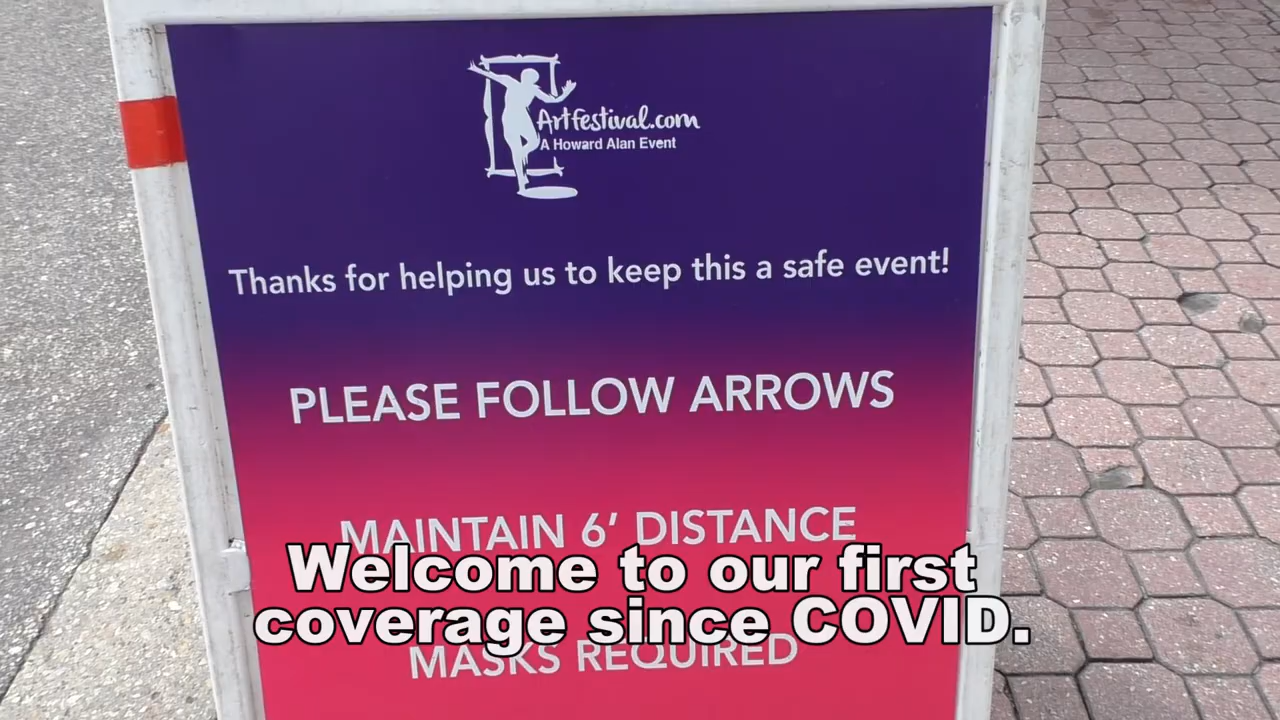 Artfestival.com
A Howard Alan Event
Thanks for helping us to keep this a safe event!
PLEASE FOLLOW ARROWS
MAINTAIN 6' DISTANCE
Welcome to our first
coverage since COVID.
MASKS REQUIRED